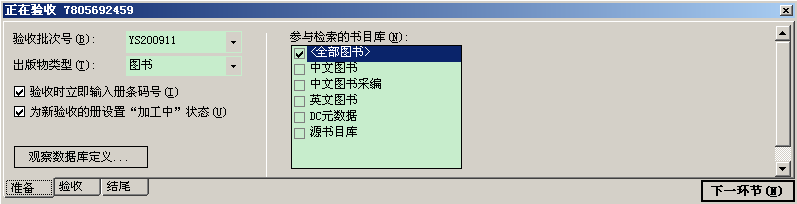 正在验收 7805692459
验收批次号(B): YS200911
出版物类型(T): 图书
验收时立即输入册条码号(I)
为新验收的册设置“加工中”状态(U)
观察数据库定义...
参与检索的书目库(N):
<全部图书>
中文图书
中文图书采编
英文图书
DC元数据
源书目库
准备 验收 结尾
下一环节(N)